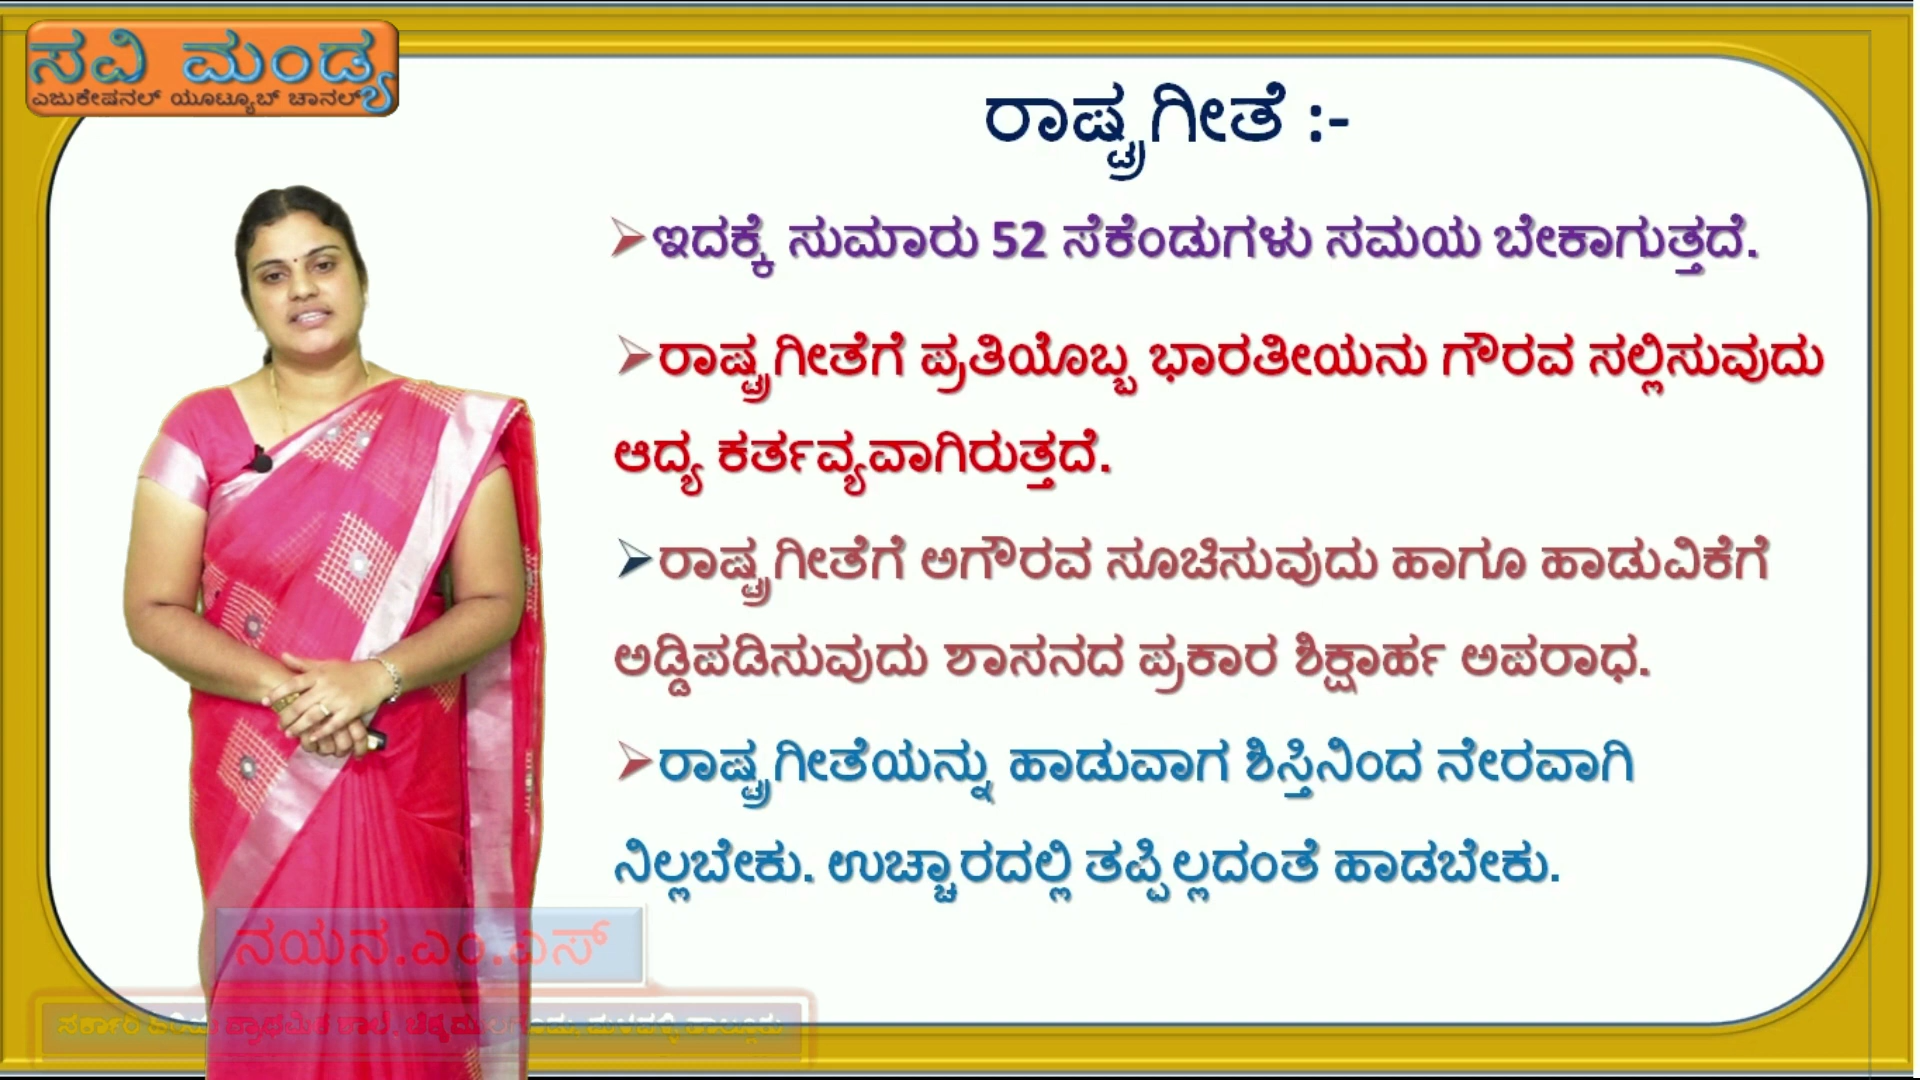 ಸವಿ ಮಂಡ್ಯ
ಎಜುಕೇಷನಲ್ ಯೂಟ್ಯೂಬ್ ಚಾನಲ್
ರಾಷ್ಟ್ರಗೀತೆ :-
ಇದಕ್ಕೆ ಸುಮಾರು 52 ಸೆಕೆಂಡುಗಳು ಸಮಯ ಬೇಕಾಗುತ್ತದೆ.
ರಾಷ್ಟ್ರಗೀತೆಗೆ ಪ್ರತಿಯೊಬ್ಬ ಭಾರತೀಯನು ಗೌರವ ಸಲ್ಲಿಸುವುದು
ಆದ್ಯ ಕರ್ತವ್ಯವಾಗಿರುತ್ತದೆ.
ರಾಷ್ಟ್ರಗೀತೆಗೆ ಅಗೌರವ ಸೂಚಿಸುವುದು ಹಾಗೂ ಹಾಡುವಿಕೆಗೆ
ಅಡ್ಡಿಪಡಿಸುವುದು ಶಾಸನದ ಪ್ರಕಾರ ಶಿಕ್ಷಾರ್ಹ ಅಪರಾಧ.
ರಾಷ್ಟ್ರಗೀತೆಯನ್ನು ಹಾಡುವಾಗ ಶಿಸ್ತಿನಿಂದ ನೇರವಾಗಿ
ನಿಲ್ಲಬೇಕು. ಉಚ್ಚಾರದಲ್ಲಿ ತಪ್ಪಿಲ್ಲದಂತೆ ಹಾಡಬೇಕು.
ನಯನ.ಎಂ.ಎಸ್
ಸರ್ಕಾರಿ ಹಿರಿಯ ಪ್ರಾಥಮಿಕ ಶಾಲೆ,